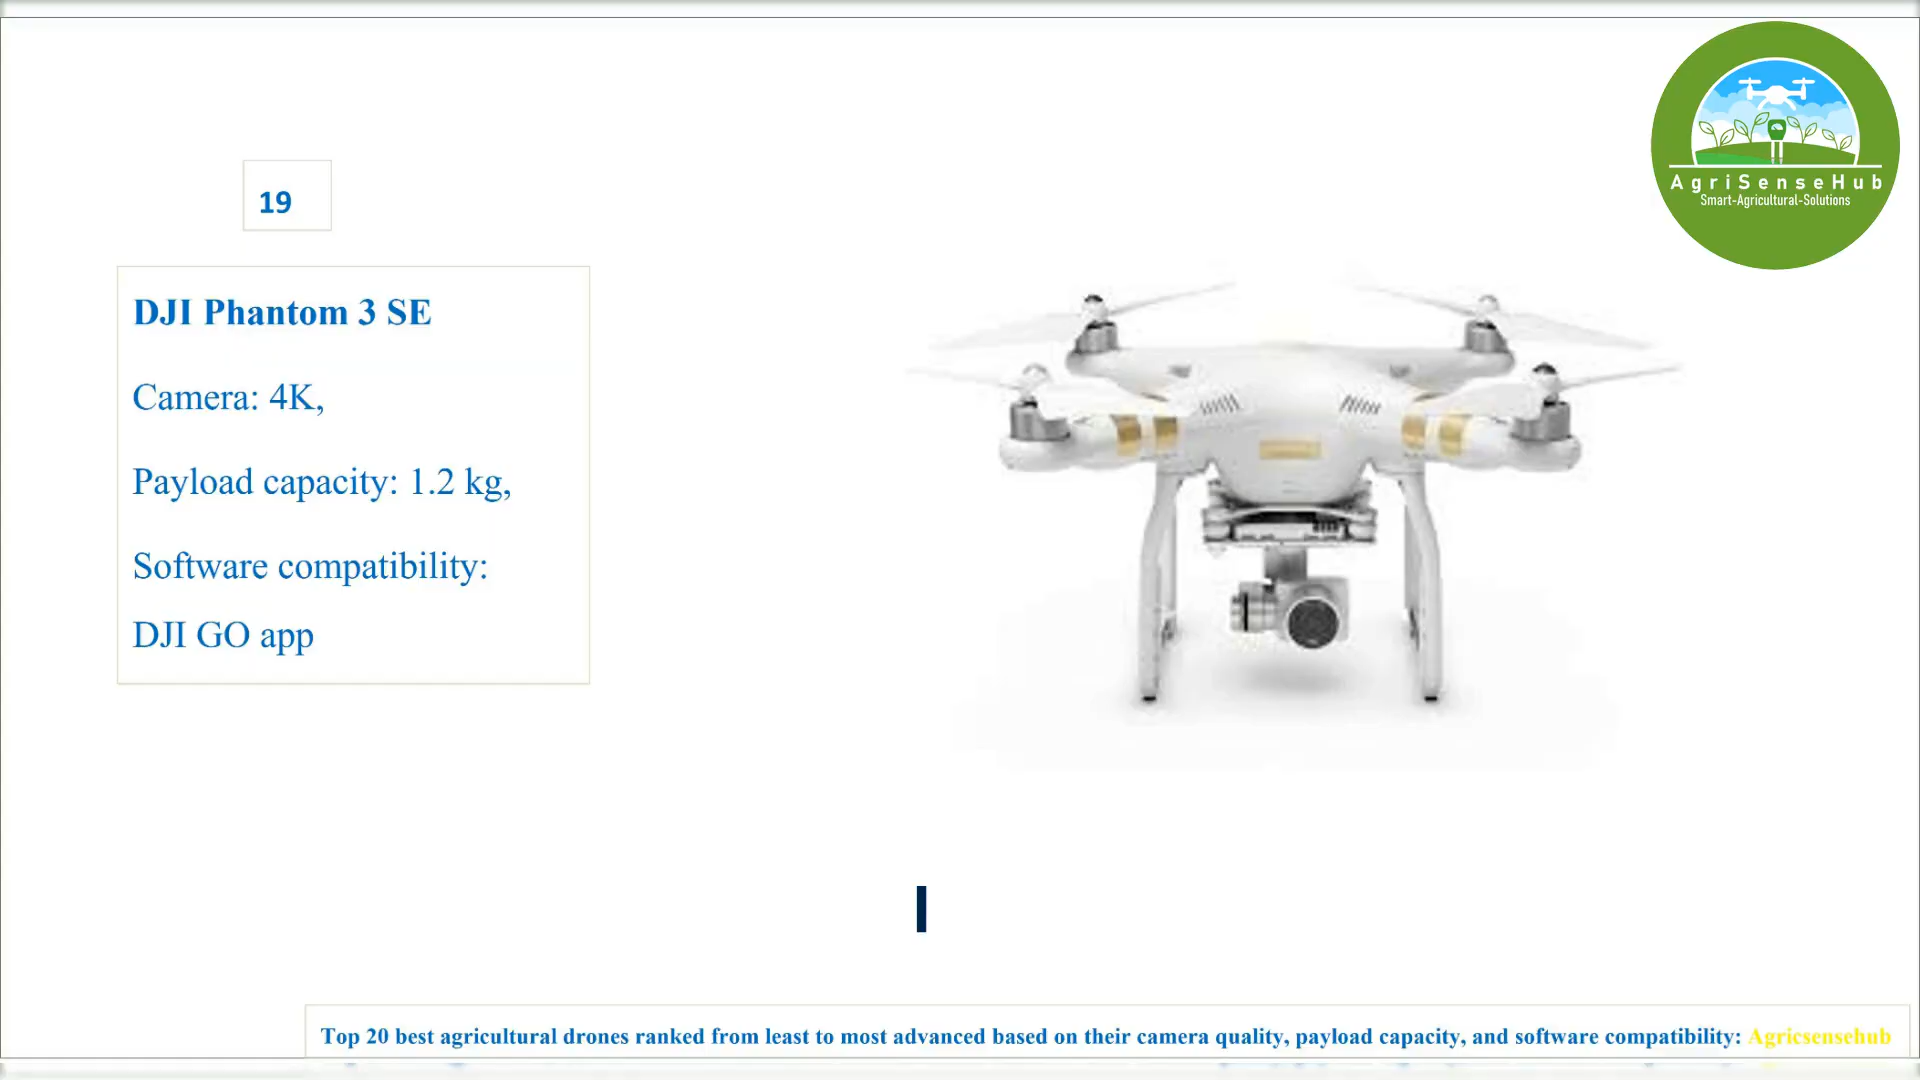 AgriSenseHub
Smart-Agricultural-Solutions
19
DJI Phantom 3 SE
Camera: 4K,
Payload capacity: 1.2 kg,
Software compatibility:
DJI GO app
Top 20 best agricultural drones ranked from least to most advanced based on their camera quality, payload capacity, and software compatibility: Agricsensehub